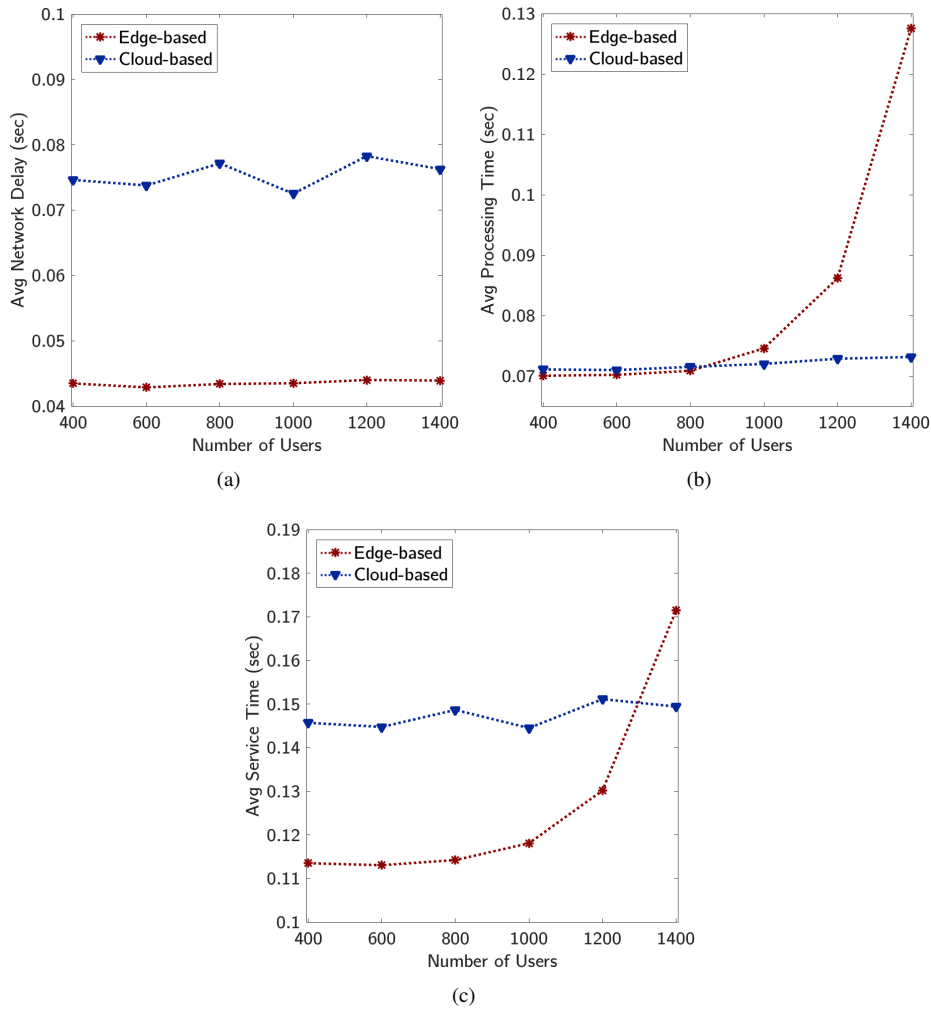 0.1
0.09
0.08
0.07
0.06
0.05
0.04
Avg Network Delay (sec)
Edge-based
Cloud-based
400 600 800 1000 1200 1400
Number of Users
(a)
0.13
0.12
0.11
0.1
0.09
0.08
0.07
Avg Processing Time (sec)
Edge-based
Cloud-based
400 600 800 1000 1200 1400
Number of Users
(b)
0.19
0.18
0.17
0.16
0.15
0.14
0.13
0.12
0.11
0.1
Avg Service Time (sec)
Edge-based
Cloud-based
400 600 800 1000 1200 1400
Number of Users
(c)